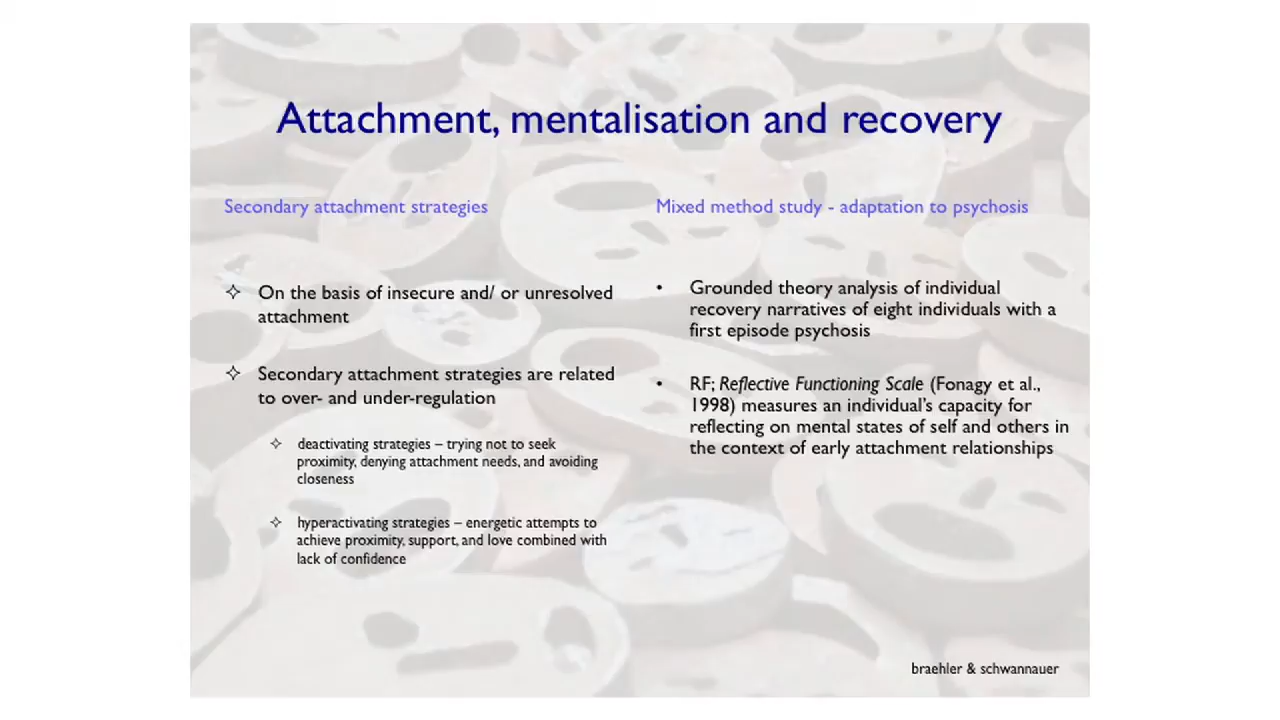 Attachment, mentalisation and recovery
Secondary attachment strategies
On the basis of insecure and/ or unresolved
attachment
Secondary attachment strategies are related
to over- and under-regulation
deactivating strategies – trying not to seek
proximity, denying attachment needs, and avoiding
closeness
hyperactivating strategies – energetic attempts to
achieve proximity, support, and love combined with
lack of confidence
Mixed method study - adaptation to psychosis
• Grounded theory analysis of individual
recovery narratives of eight individuals with a
first episode psychosis
• RF; Reflective Functioning Scale (Fonagy et al.,
1998) measures an individual's capacity for
reflecting on mental states of self and others in
the context of early attachment relationships
braehler & schwannauer